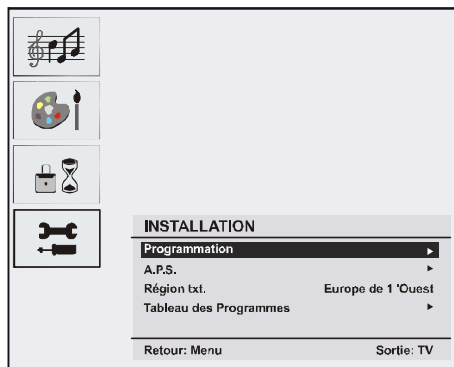 INSTALLATION
Programmation
A.P.S.
Région txt. Europe de 1 'Ouest
Tableau des Programmes
Retour: Menu Sortie: TV